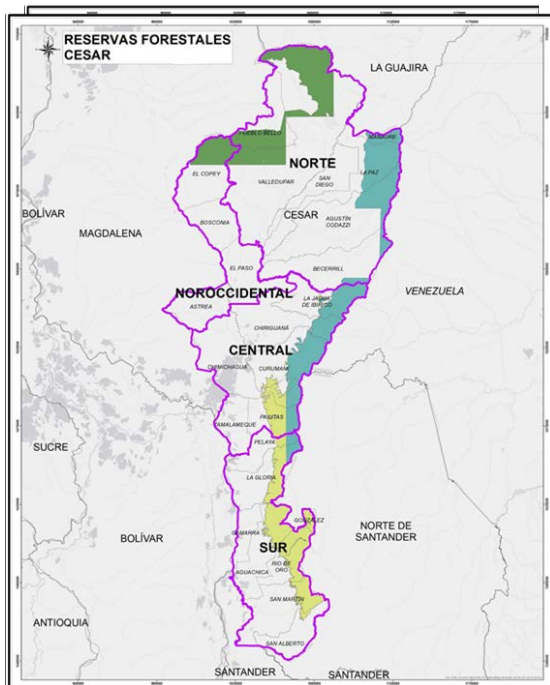 RESERVAS FORESTALES
CESAR
LA GUAJIRA
PUEBLO BELLO
MANAURE
NORTE
EL COPEY
VALLEDUPAR
SAN
DIEGO
LA PAZ
BOLÍVAR
MAGDALENA
BOSCONIA
CESAR
AGUSTÍN
CODAZZI
EL PASO
BECERRILL
NOROCCIDENTAL
ASTREA
LA JAGUA
DE IBIRICO
VENEZUELA
CHIRIGUANÁ
CENTRAL
CHIMICHAGUA
CURUMANÍ
PAILITAS
TAMALAMEQUE
SUCRE
PELAYA
LA GLORIA
BOLÍVAR
GONZÁLEZ
NORTE DE
SANTANDER
GAMARRA
SUR
AGUACHICA
RIO DE
ORO
SAN MARTÍN
ANTIOQUIA
SAN ALBERTO
SANTANDER
SANTANDER